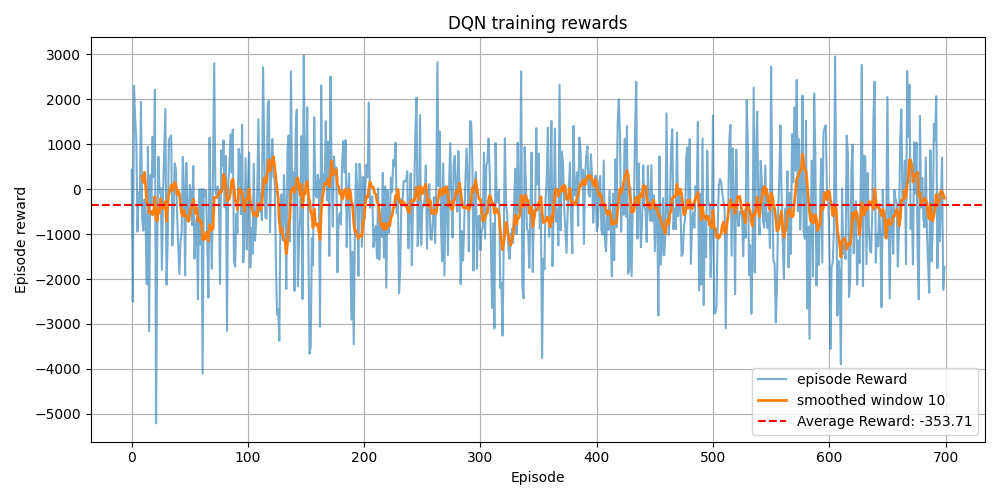 DQN training rewards
Episode reward
3000
2000
1000
0
−1000
−2000
−3000
−4000
−5000
0
100
200
300
400
500
600
700
Episode
episode Reward
smoothed window 10
Average Reward: -353.71